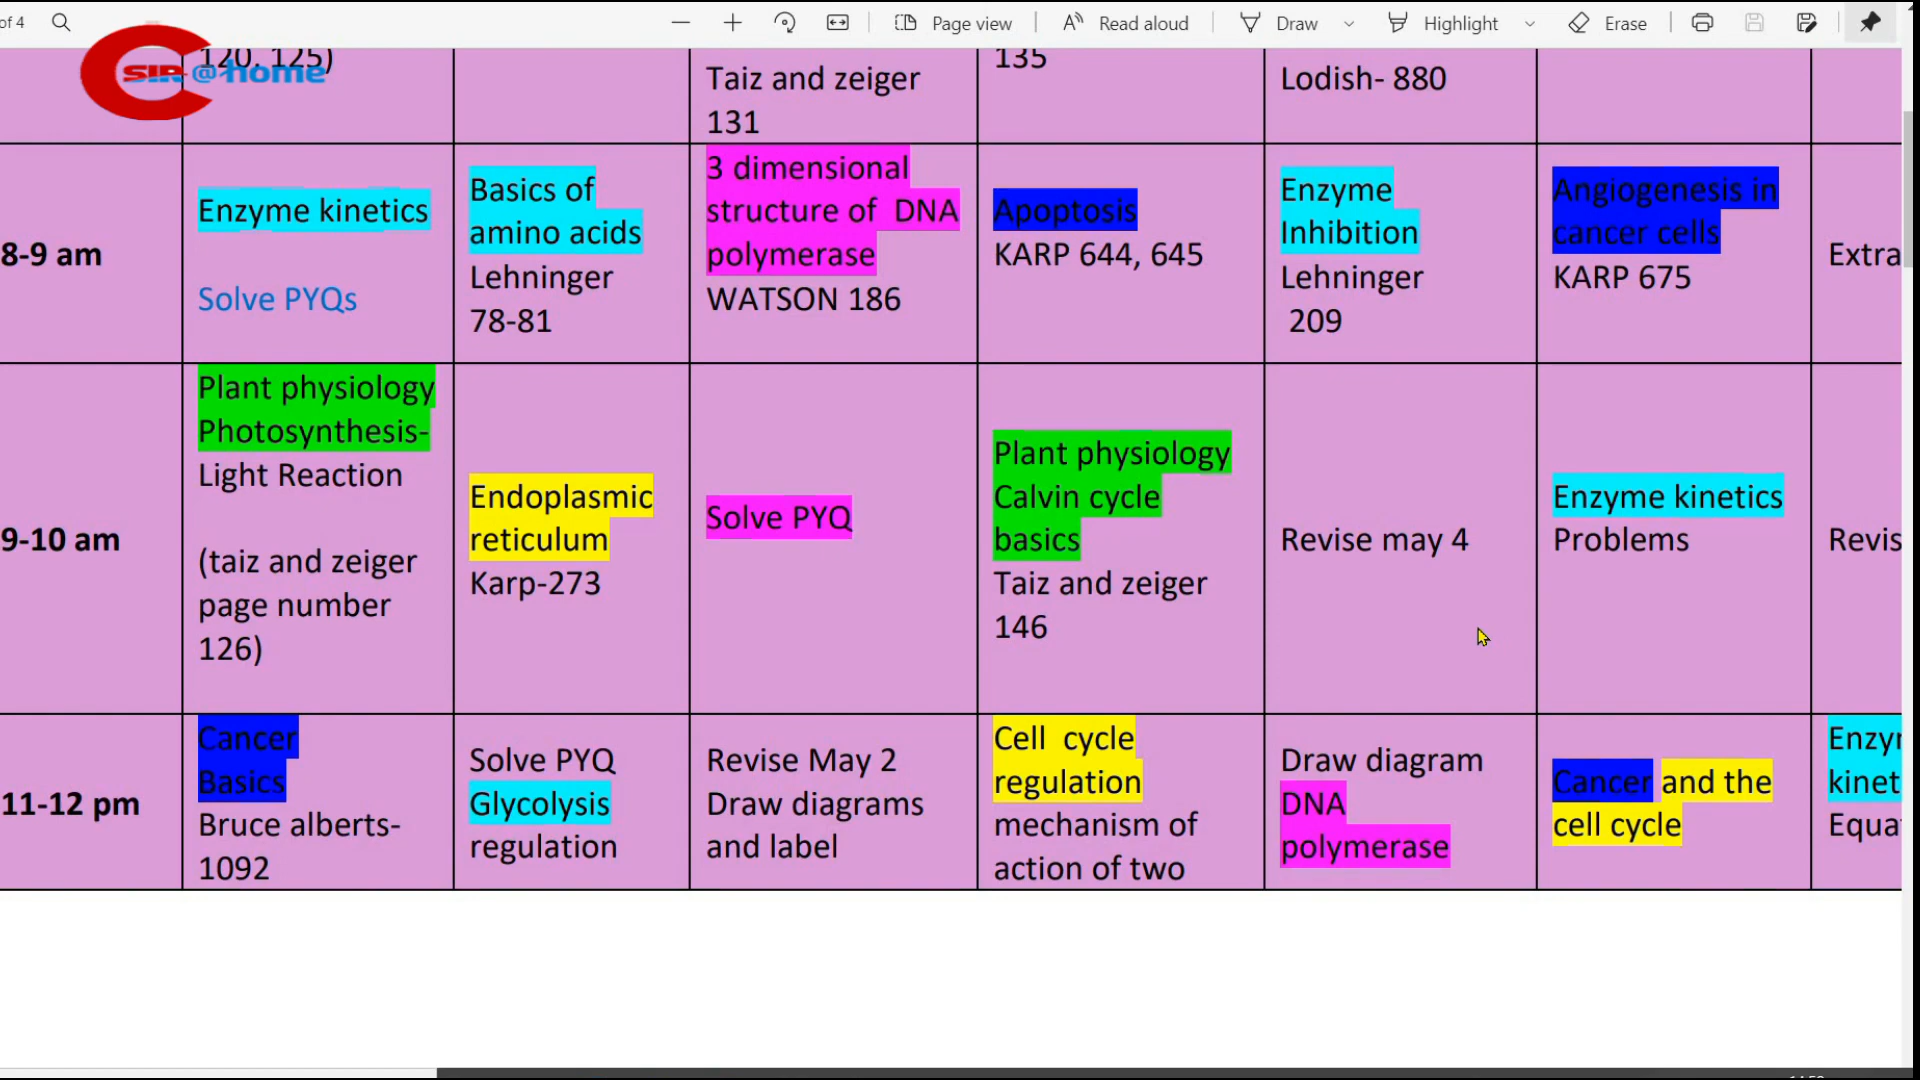 of 4
Page view
Read aloud
Draw
Highlight
Erase
SIR @home
120, 125)
Taiz and zeiger
131
135
Lodish- 880
8-9 am
Enzyme kinetics
Solve PYQs
Basics of
amino acids
Lehninger
78-81
3 dimensional
structure of DNA
polymerase
WATSON 186
Apoptosis
KARP 644, 645
Enzyme
Inhibition
Lehninger
209
Angiogenesis in
cancer cells
KARP 675
Extra
9-10 am
Plant physiology
Photosynthesis-
Light Reaction
(taiz and zeiger
page number
126)
Endoplasmic
reticulum
Karp-273
Solve PYQ
Plant physiology
Calvin cycle
basics
Taiz and zeiger
146
Revise may 4
Enzyme kinetics
Problems
Revis
11-12 pm
Cancer
Basics
Bruce alberts-
1092
Solve PYQ
Glycolysis
regulation
Revise May 2
Draw diagrams
and label
Cell cycle
regulation
mechanism of
action of two
Draw diagram
DNA
polymerase
Cancer and the
cell cycle
Enzy
kinet
Equa